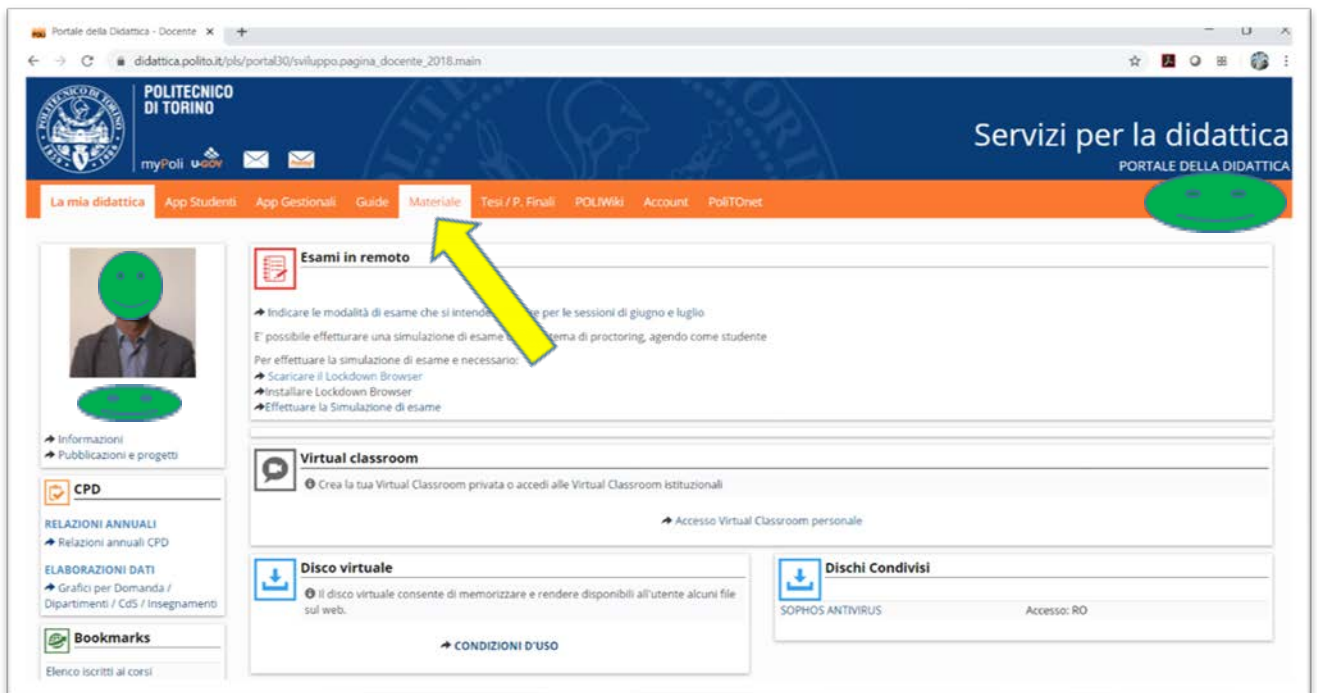 Portale della Didattica - Docente
didattica.polito.it/pls/portal30/sviluppo.pagina_docente_2018.main
POLITECNICO
DI TORINO
myPoli u-gov
Servizi per la didattica
PORTALE DELLA DIDATTICA
La mia didattica App Studenti App Gestionali Guide Materiale Tesi / P. Finali POLIWiki Account PoliTOnet
Esami in remoto
Indicare le modalità di esame che si intende per le sessioni di giugno e luglio
E' possibile effetturare una simulazione di esame sistema di proctoring, agendo come studente
Per effettuare la simulazione di esame e necessario:
Scaricare il Lockdown Browser
Installare Lockdown Browser
Effettuare la Simulazione di esame
Informazioni
Pubblicazioni e progetti
CPD
RELAZIONI ANNUALI
Relazioni annuali CPD
ELABORAZIONI DATI
Grafici per Domanda /
Dipartimenti / CdS / Insegnamenti
Bookmarks
Elenco iscritti ai corsi
Virtual classroom
Crea la tua Virtual Classroom privata o accedi alle Virtual Classroom istituzionali
Accesso Virtual Classroom personale
Disco virtuale
Il disco virtuale consente di memorizzare e rendere disponibili all'utente alcuni file
sul web.
CONDIZIONI D'USO
Dischi Condivisi
SOPHOS ANTIVIRUS Accesso: RO